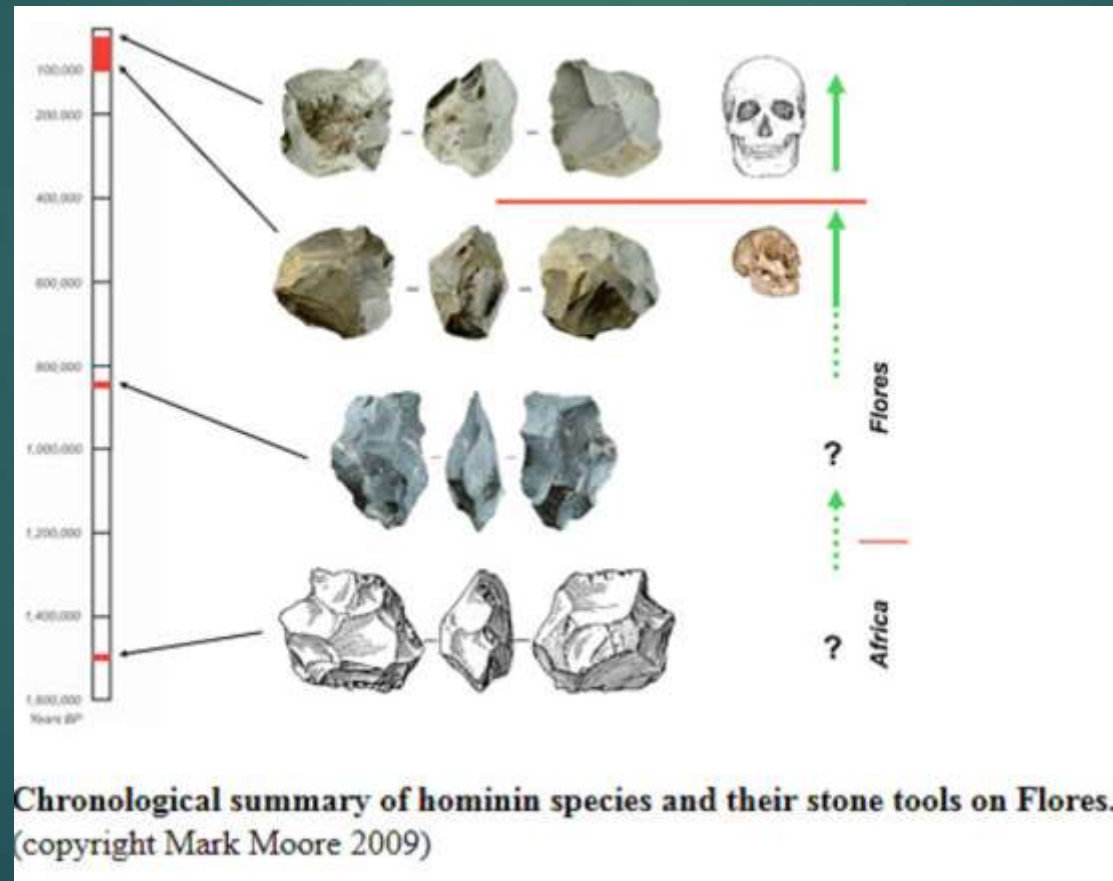 100,000
200,000
400,000
600,000
800,000
1,000,000
1,200,000
1,400,000
1,600,000
Years BP
Flores
?
Africa
?
Chronological summary of hominin species and their stone tools on Flores.
(copyright Mark Moore 2009)